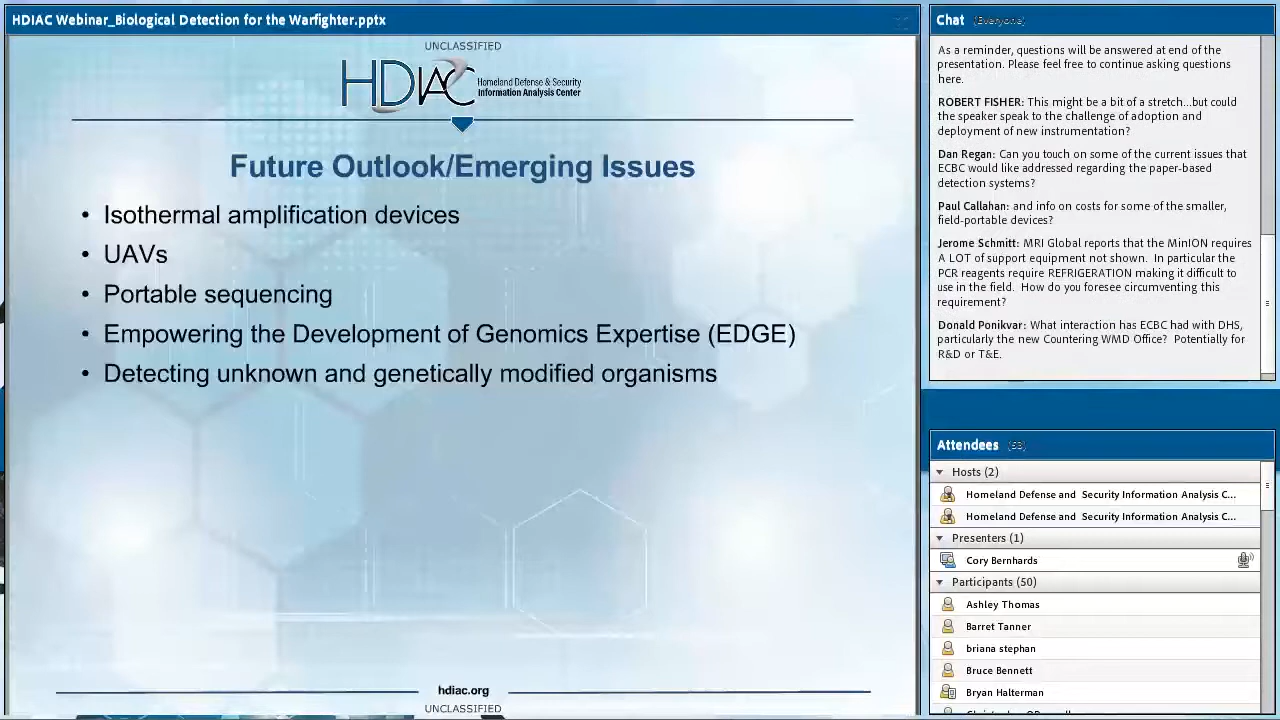 HDIAC Webinar_Biological Detection for the Warfighter.pptx
UNCLASSIFIED
HDIAC Homeland Defense & Security
Information Analysis Center
Future Outlook/Emerging Issues
• Isothermal amplification devices
• UAVs
• Portable sequencing
• Empowering the Development of Genomics Expertise (EDGE)
• Detecting unknown and genetically modified organisms
hdiac.org
UNCLASSIFIED
Chat (Everyone)
As a reminder, questions will be answered at end of the
presentation. Please feel free to continue asking questions
here.
ROBERT FISHER: This might be a bit of a stretch...but could
the speaker speak to the challenge of adoption and
deployment of new instrumentation?
Dan Regan: Can you touch on some of the current issues that
ECBC would like addressed regarding the paper-based
detection systems?
Paul Callahan: and info on costs for some of the smaller,
field-portable devices?
Jerome Schmitt: MRI Global reports that the MinION requires
A LOT of support equipment not shown. In particular the
PCR reagents require REFRIGERATION making it difficult to
use in the field. How do you foresee circumventing this
requirement?
Donald Ponikvar: What interaction has ECBC had with DHS,
particularly the new Countering WMD Office? Potentially for
R&D or T&E.
Attendees (53)
Hosts (2)
Homeland Defense and Security Information Analysis C...
Homeland Defense and Security Information Analysis C...
Presenters (1)
Cory Bernhards
Participants (50)
Ashley Thomas
Barret Tanner
briana stephan
Bruce Bennett
Bryan Halterman